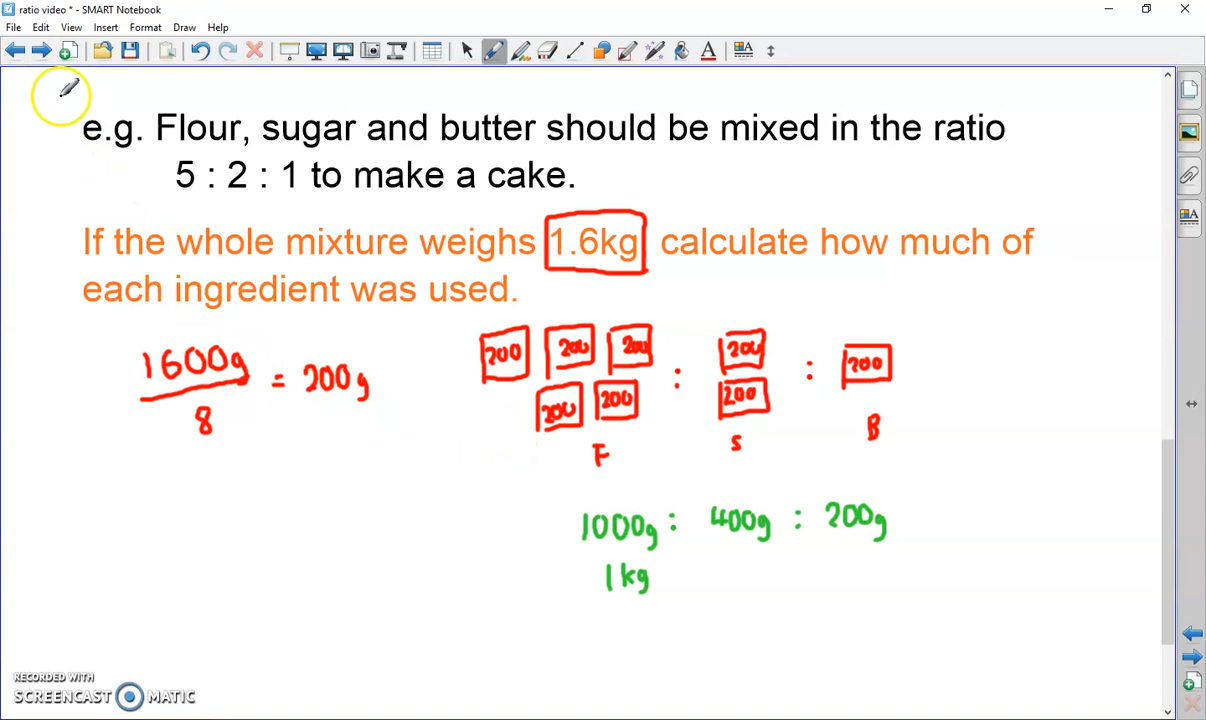 ratio video * - SMART Notebook
File Edit View Insert Format Notebook Draw Help
e.g. Flour, sugar and butter should be mixed in the ratio
5 : 2 : 1 to make a cake.
If the whole mixture weighs 1.6kg calculate how much of
each ingredient was used.
1600g
8
= 200g
200 200 200 : 200 : 200
200 200 200
F S B
1000g : 400g : 200g
1kg
RECORDED WITH
SCREENCAST MATIC